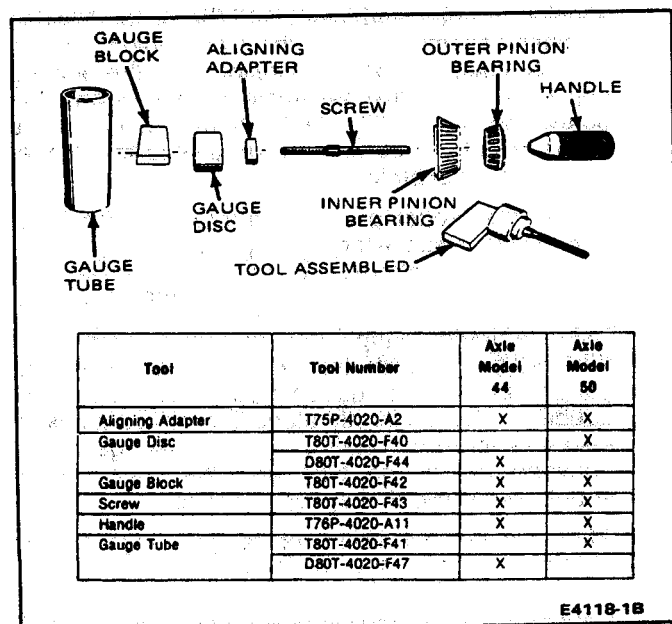 GAUGE BLOCK
ALIGNING ADAPTER
OUTER PINION BEARING
HANDLE
SCREW
GAUGE DISC
INNER PINION BEARING
GAUGE TUBE
TOOL ASSEMBLED
Tool Tool Number Axle Model 44 Axle Model 50
Aligning Adapter T75P-4020-A2 X X
Gauge Disc T80T-4020-F40 X
D80T-4020-F44 X
Gauge Block T80T-4020-F42 X X
Screw T80T-4020-F43 X X
Handle T76P-4020-A11 X X
Gauge Tube T80T-4020-F41 X
D80T-4020-F47 X
E4118-1B